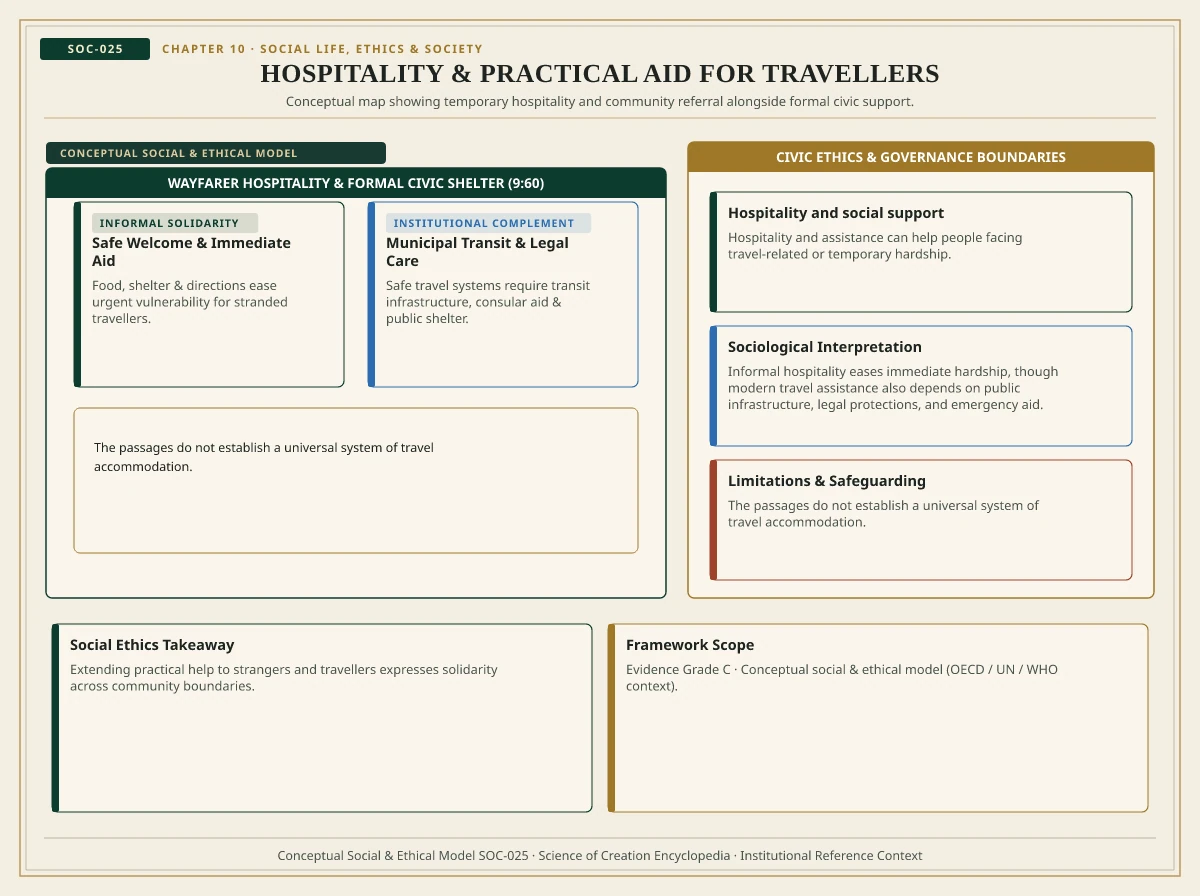 SOC-025
CHAPTER 10 · SOCIAL LIFE, ETHICS & SOCIETY
HOSPITALITY & PRACTICAL AID FOR TRAVELLERS
Conceptual map showing temporary hospitality and community referral alongside formal civic support.
CONCEPTUAL SOCIAL & ETHICAL MODEL
WAYFARER HOSPITALITY & FORMAL CIVIC SHELTER (9:60)
INFORMAL SOLIDARITY
Safe Welcome & Immediate
Aid
Food, shelter & directions ease
urgent vulnerability for stranded
travellers.
INSTITUTIONAL COMPLEMENT
Municipal Transit & Legal
Care
Safe travel systems require transit
infrastructure, consular aid &
public shelter.
The passages do not establish a universal system of travel
accommodation.
CIVIC ETHICS & GOVERNANCE BOUNDARIES
Hospitality and social support
Hospitality and assistance can help people facing
travel-related or temporary hardship.
Sociological Interpretation
Informal hospitality eases immediate hardship, though
modern travel assistance also depends on public
infrastructure, legal protections, and emergency aid.
Limitations & Safeguarding
The passages do not establish a universal system of
travel accommodation.
Social Ethics Takeaway
Extending practical help to strangers and travellers expresses solidarity
across community boundaries.
Framework Scope
Evidence Grade C · Conceptual social & ethical model (OECD / UN / WHO
context).
Conceptual Social & Ethical Model SOC-025 · Science of Creation Encyclopedia · Institutional Reference Context